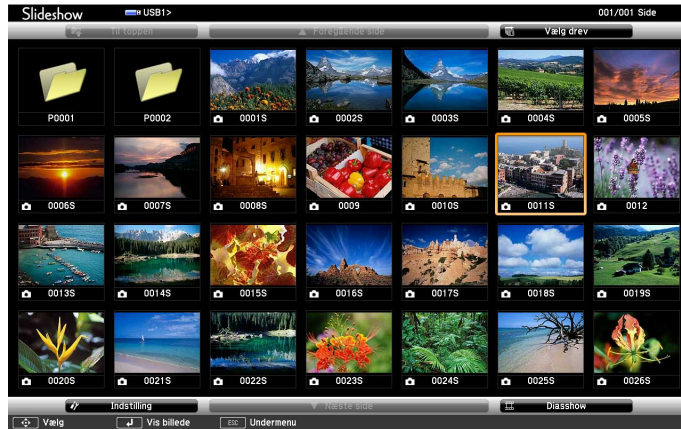 Slideshow USB1> 001/001 Side
Til toppen Foregående side Vælg drev
P0001 P0002 0001S 0002S 0003S 0004S 0005S
0006S 0007S 0008S 0009 0010S 0011S 0012
0013S 0014S 0015S 0016S 0017S 0018S 0019S
0020S 0021S 0022S 0023S 0024S 0025S 0026S
Indstilling Næste side Diasshow
Vælg Vis billede ESC Undermenu